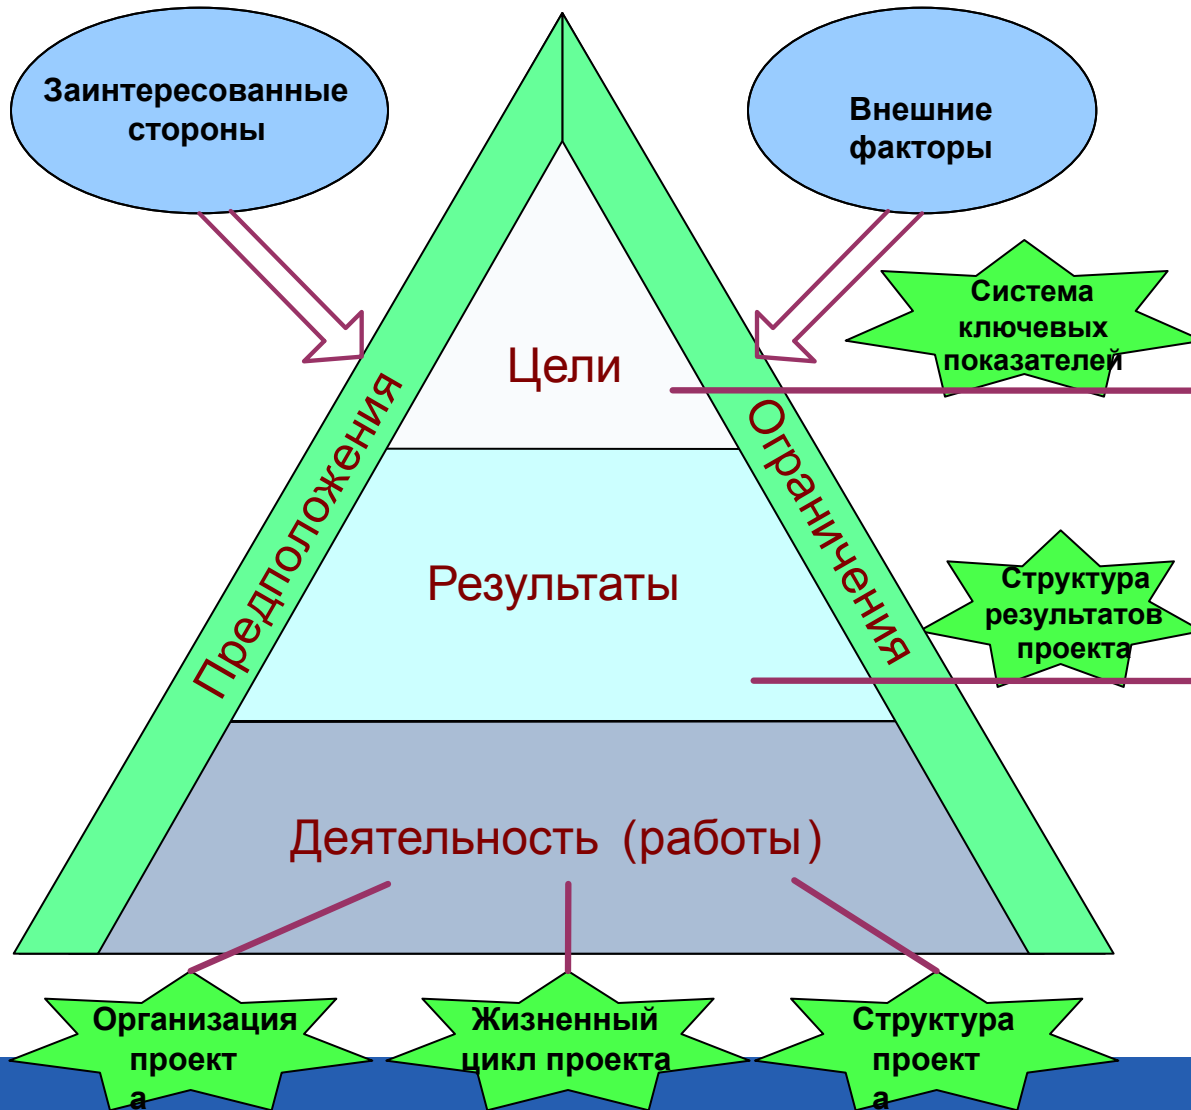 Заинтересованные
стороны
Внешние
факторы
Система
ключевых
показателей
Цели
Предположения
Ограничения
Результаты
Структура
результатов
проекта
Деятельность (работы)
Организация
проект
а
Жизненный
цикл проекта
Структура
проект
а